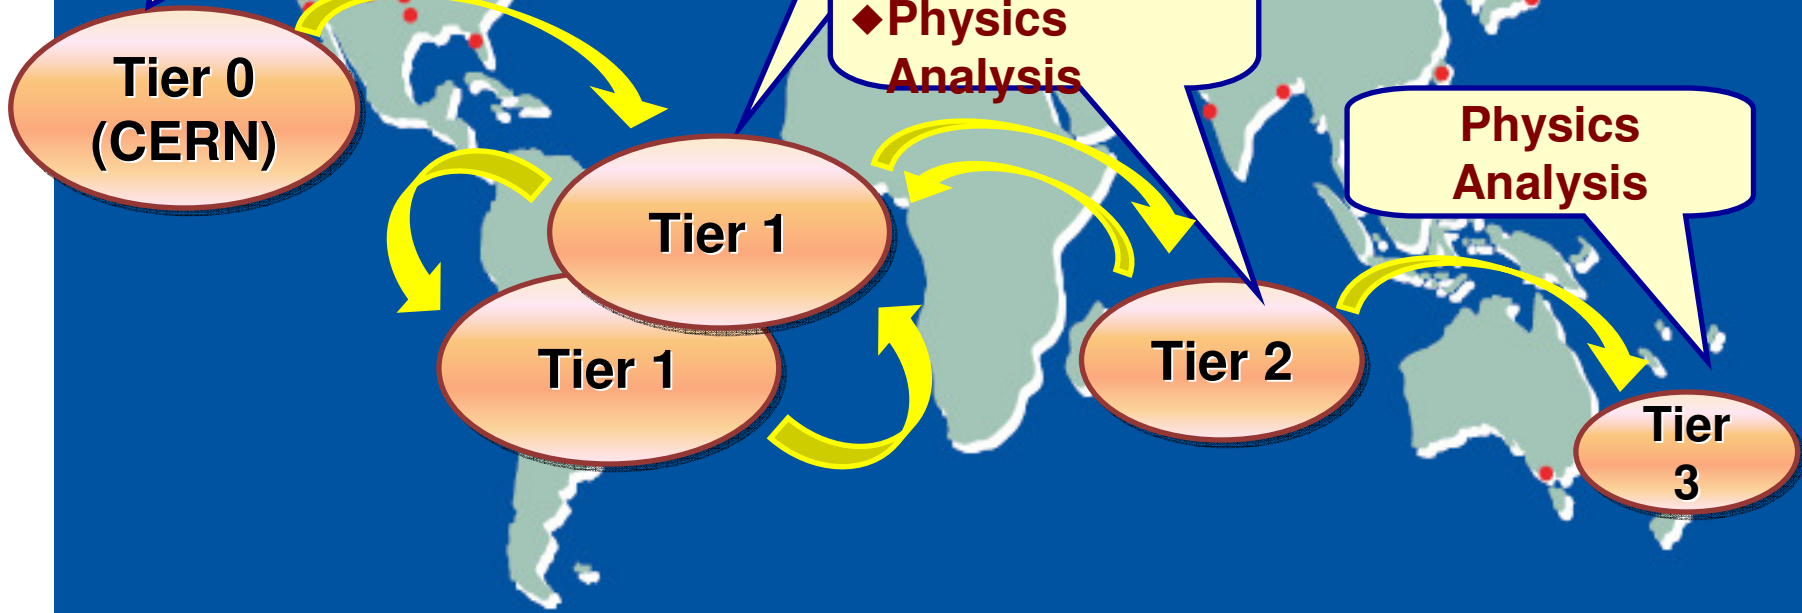 ◆Physics
Analysis
Tier 0
(CERN)
Physics
Analysis
Tier 1
Tier 1
Tier 2
Tier
3